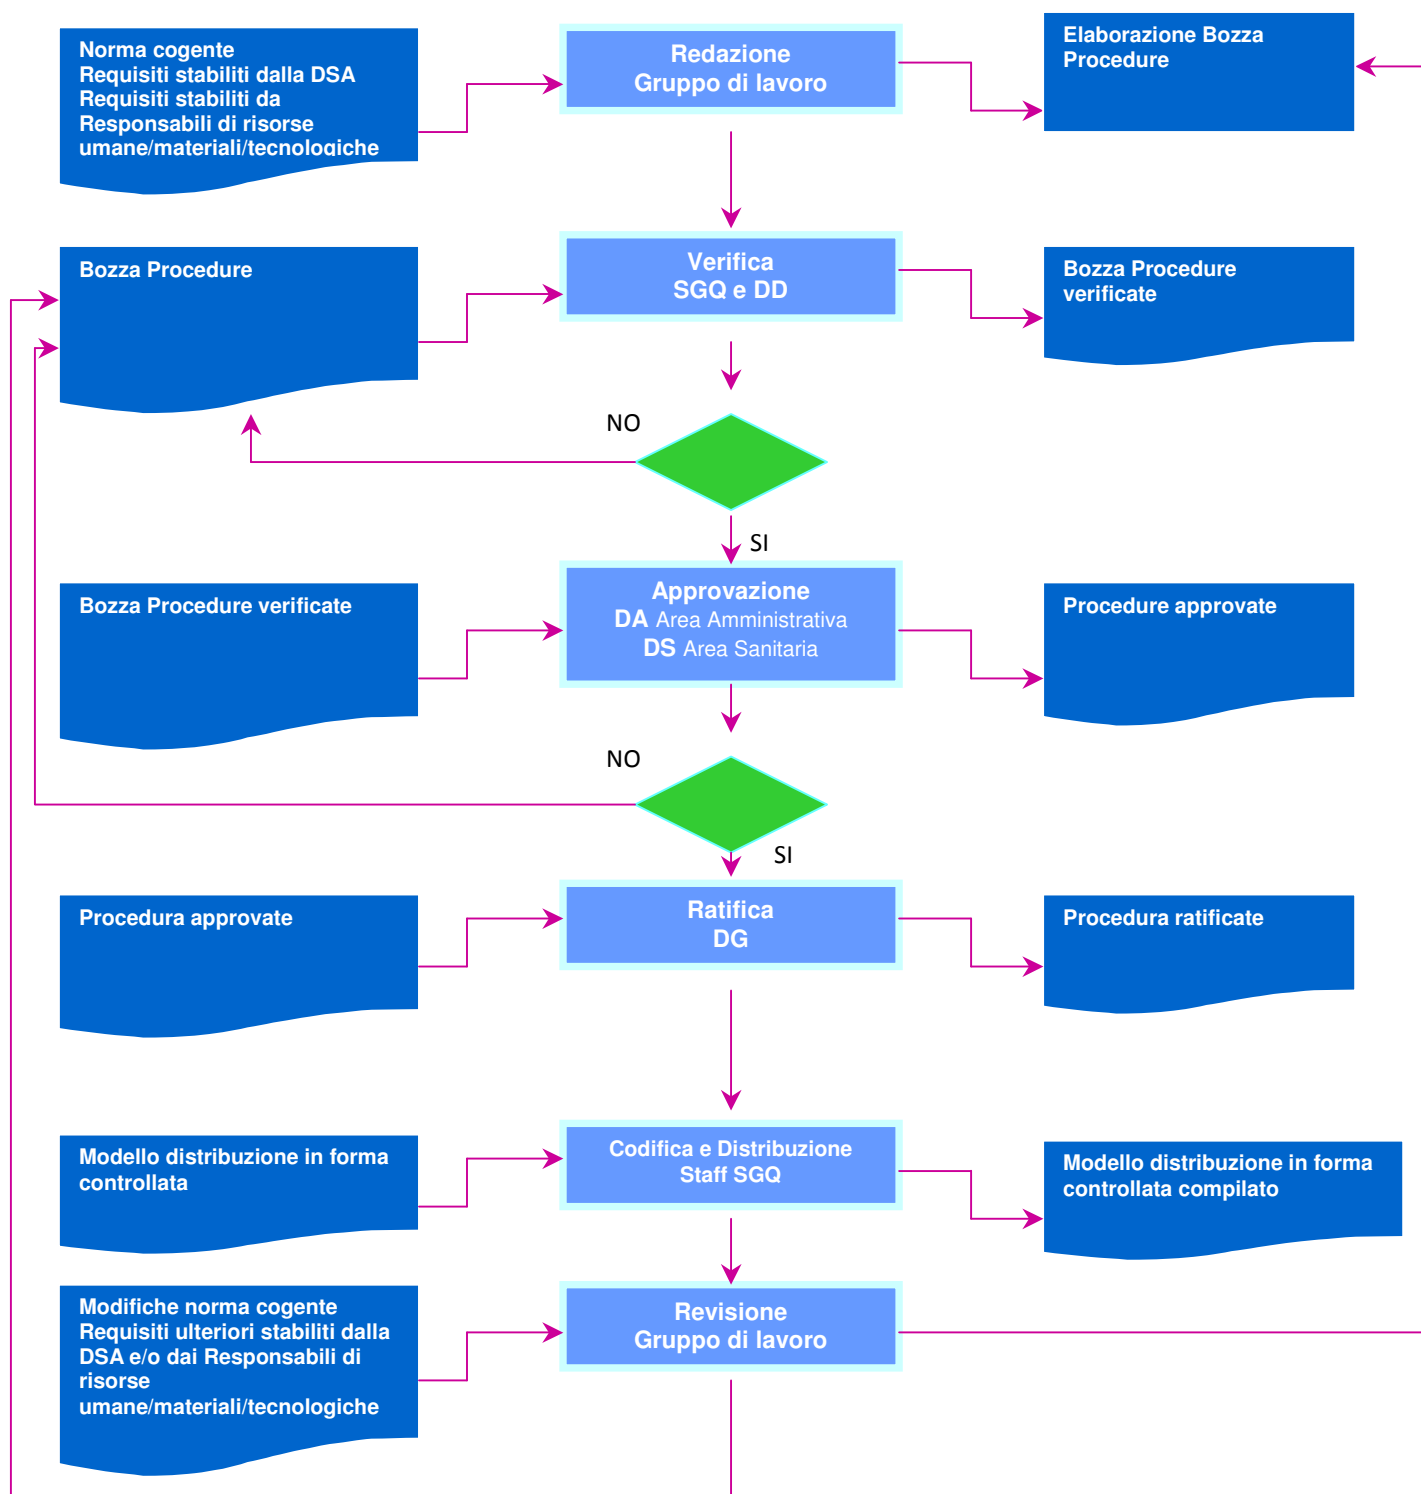 Norma cogente
Requisiti stabiliti dalla DSA
Requisiti stabiliti da
Responsabili di risorse
umane/materiali/tecnologiche
Redazione
Gruppo di lavoro
Elaborazione Bozza
Procedure
Bozza Procedure
Verifica
SGQ e DD
Bozza Procedure
verificate
NO
SI
Bozza Procedure verificate
Approvazione
DA Area Amministrativa
DS Area Sanitaria
Procedure approvate
NO
SI
Procedura approvate
Ratifica
DG
Procedura ratificate
Modello distribuzione in forma
controllata
Codifica e Distribuzione
Staff SGQ
Modello distribuzione in forma
controllata compilato
Modifiche norma cogente
Requisiti ulteriori stabiliti dalla
DSA e/o dai Responsabili di
risorse
umane/materiali/tecnologiche
Revisione
Gruppo di lavoro